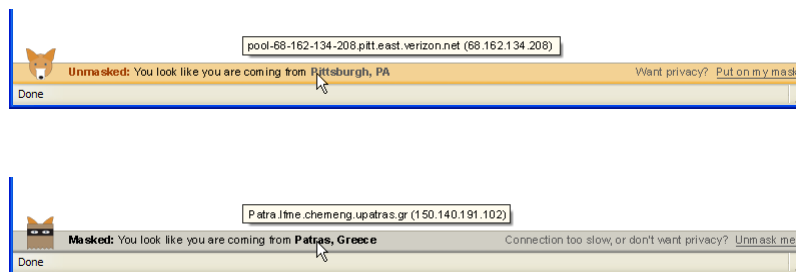 pool-68-162-134-208.pitt.east.verizon.net (68.162.134.208)
Unmasked: You look like you are coming from Pittsburgh, PA Want privacy? Put on my mask
Done
Patra.lfme.chemeng.upatras.gr (150.140.191.102)
Masked: You look like you are coming from Patras, Greece Connection too slow, or don't want privacy? Unmask me
Done